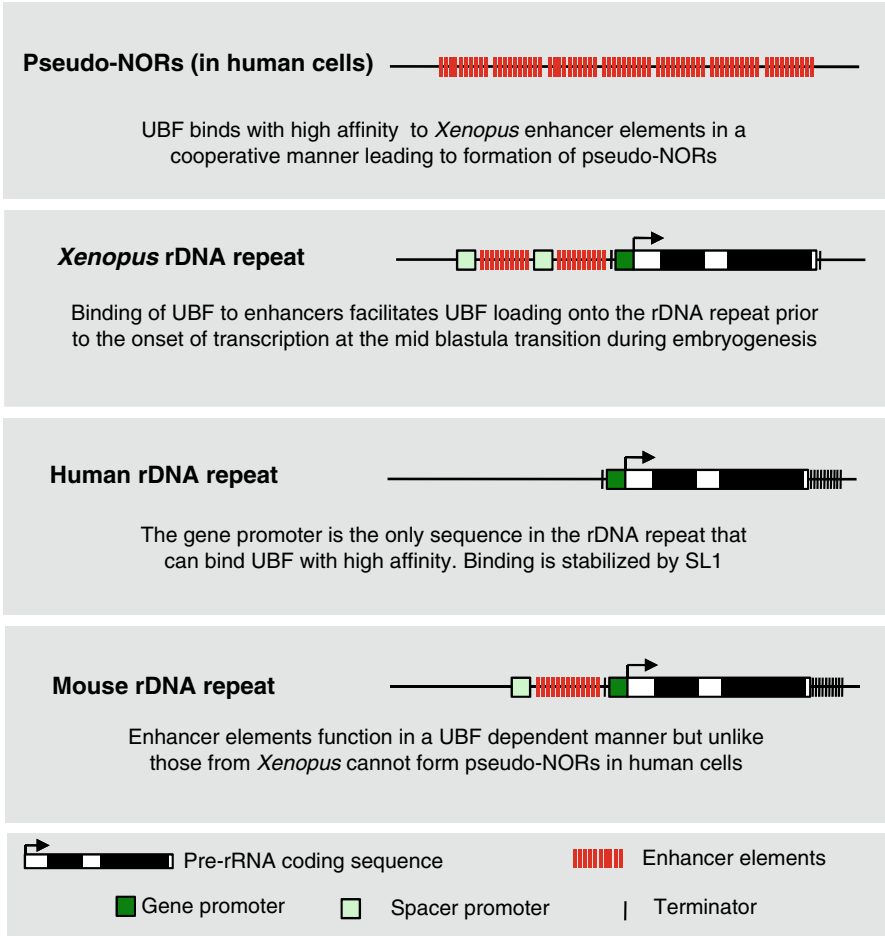 Pseudo-NORs (in human cells)
UBF binds with high affinity to Xenopus enhancer elements in a
cooperative manner leading to formation of pseudo-NORs
Xenopus rDNA repeat
Binding of UBF to enhancers facilitates UBF loading onto the rDNA repeat prior
to the onset of transcription at the mid blastula transition during embryogenesis
Human rDNA repeat
The gene promoter is the only sequence in the rDNA repeat that
can bind UBF with high affinity. Binding is stabilized by SL1
Mouse rDNA repeat
Enhancer elements function in a UBF dependent manner but unlike
those from Xenopus cannot form pseudo-NORs in human cells
Pre-rRNA coding sequence
Enhancer elements
Gene promoter
Spacer promoter
Terminator